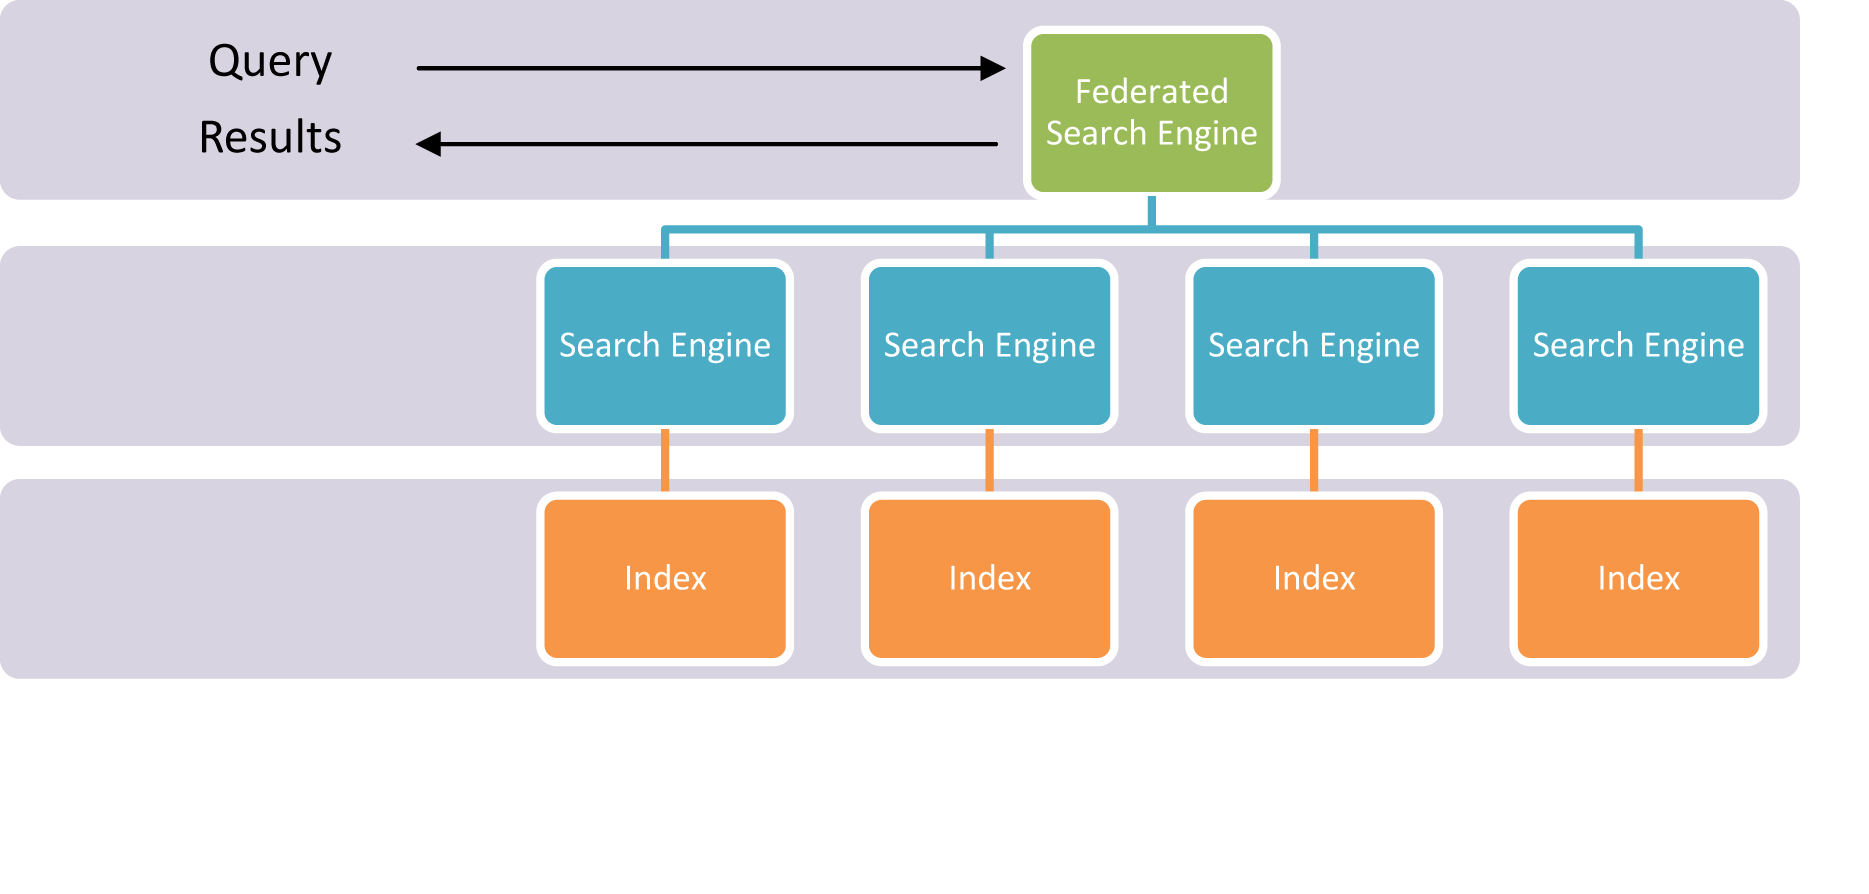 Query
Results
Federated
Search Engine
Search Engine
Search Engine
Search Engine
Search Engine
Index
Index
Index
Index